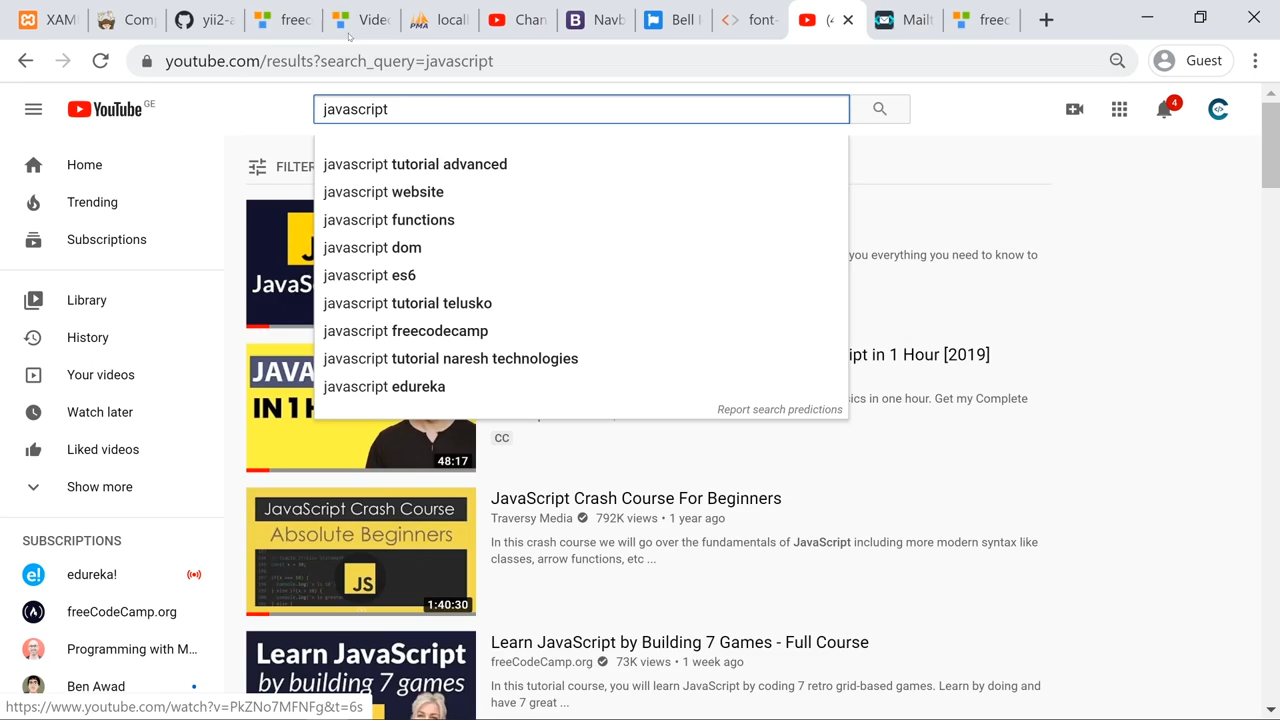 XAM
Com
yii2-a
freec
Video
PMA
locall
Chan
Navb
Bell I
font-
(4
Mailt
freec
youtube.com/results?search_query=javascript
Guest
YouTube GE
javascript
4
Home
Trending
Subscriptions
Library
History
Your videos
Watch later
Liked videos
Show more
SUBSCRIPTIONS
edureka!
freeCodeCamp.org
Programming with M...
Ben Awad
FILTER
javascript tutorial advanced
javascript website
javascript functions
javascript dom
javascript es6
javascript tutorial telusko
javascript freecodecamp
javascript tutorial naresh technologies
javascript edureka
Report search predictions
J
JavaS
you everything you need to know to
JAVA
IN 1 H
48:17
ipt in 1 Hour [2019]
sics in one hour. Get my Complete
CC
JavaScript Crash Course
Absolute Beginners
JS
1:40:30
JavaScript Crash Course For Beginners
Traversy Media 792K views • 1 year ago
In this crash course we will go over the fundamentals of JavaScript including more modern syntax like
classes, arrow functions, etc ...
Learn JavaScript
by building 7 games
Learn JavaScript by Building 7 Games - Full Course
freeCodeCamp.org 73K views • 1 week ago
In this tutorial course, you will learn JavaScript by coding 7 retro grid-based games. Learn by doing and
have 7 great ...
https://www.youtube.com/watch?v=PkZNo7MFNFg&t=6s